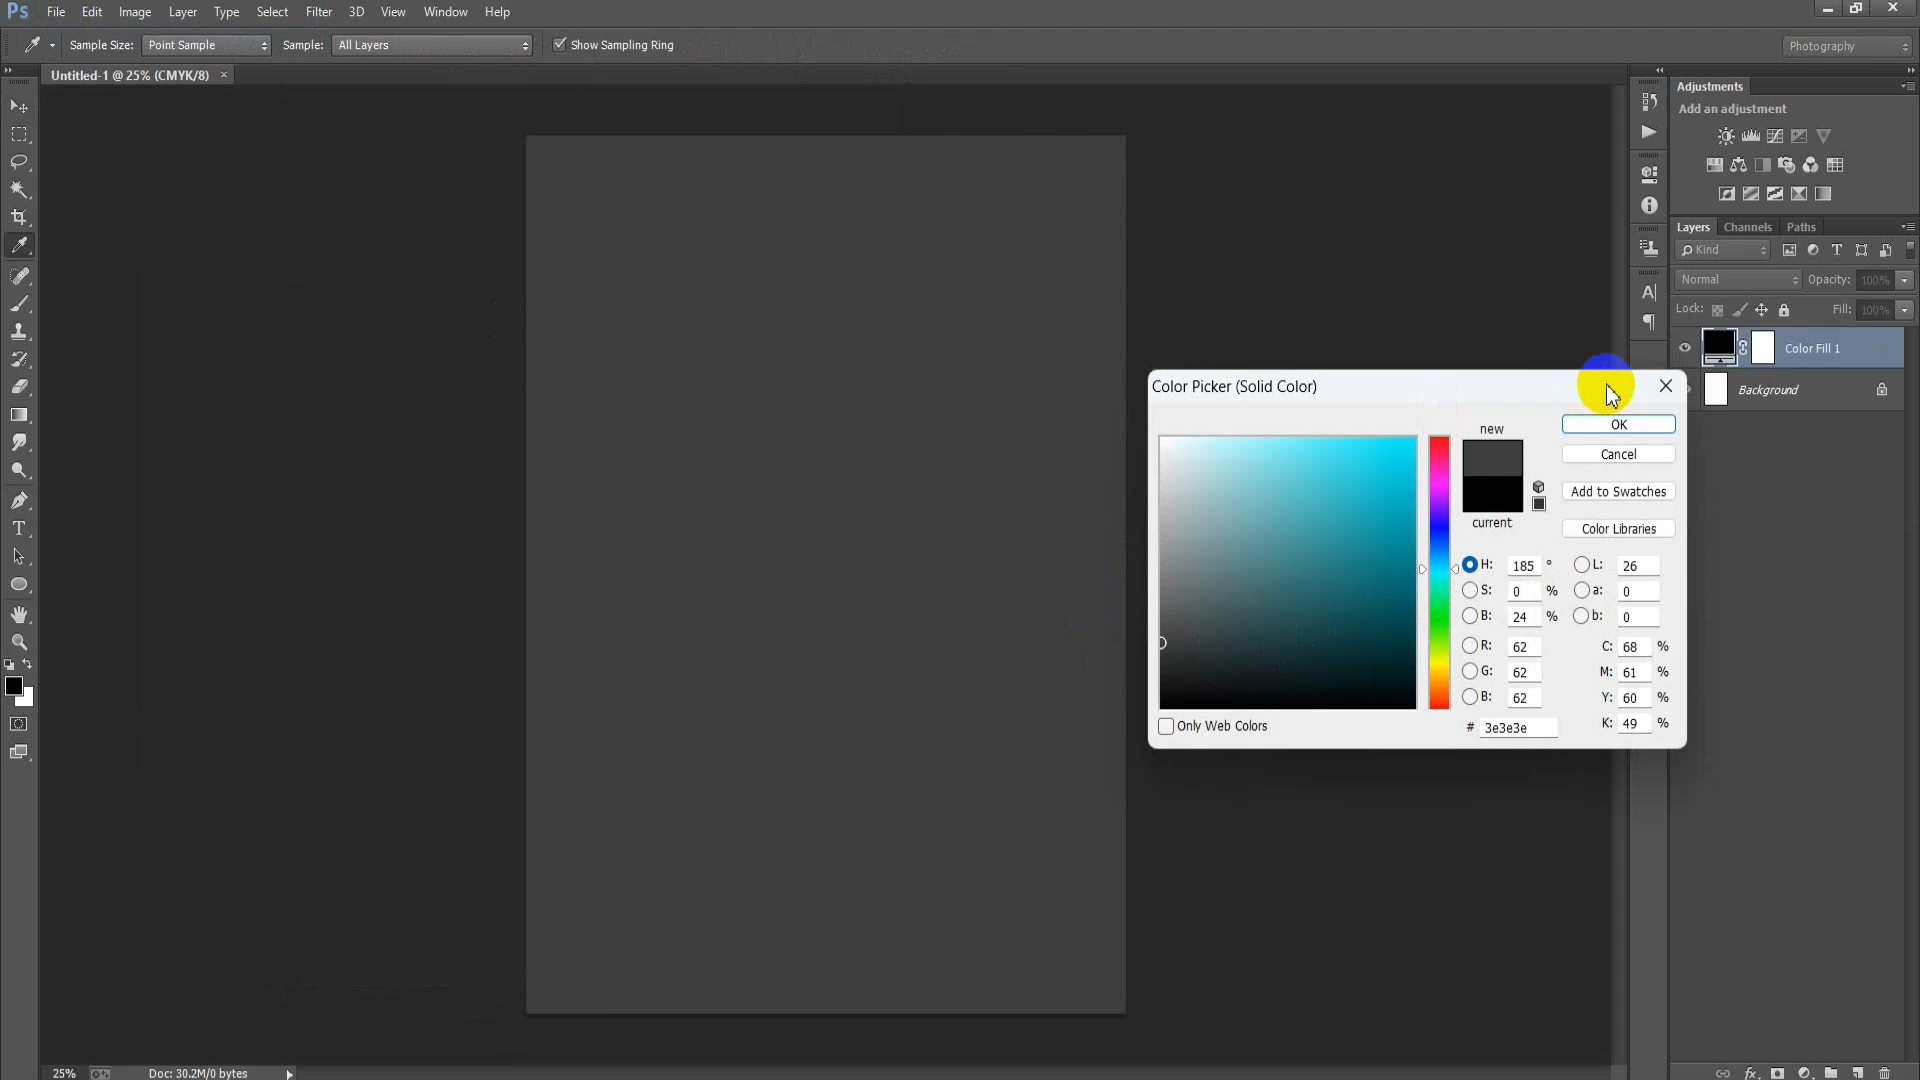 Ps File Edit Image Layer Type Select Filter 3D View Window Help
Sample Size: Point Sample Sample: All Layers Show Sampling Ring Photography
Untitled-1 @ 25% (CMYK/8) ×
Adjustments
Add an adjustment
Layers Channels Paths
Kind
Normal Opacity: 100%
Lock: Fill: 100%
Color Fill 1
Background
Color Picker (Solid Color)
new
current
OK
Cancel
Add to Swatches
Color Libraries
H: 185 ° L: 26
S: 0 % a: 0
B: 24 % b: 0
R: 62 C: 68 %
G: 62 M: 61 %
B: 62 Y: 60 %
# 3e3e3e K: 49 %
Only Web Colors
25% Doc: 30.2M/0 bytes